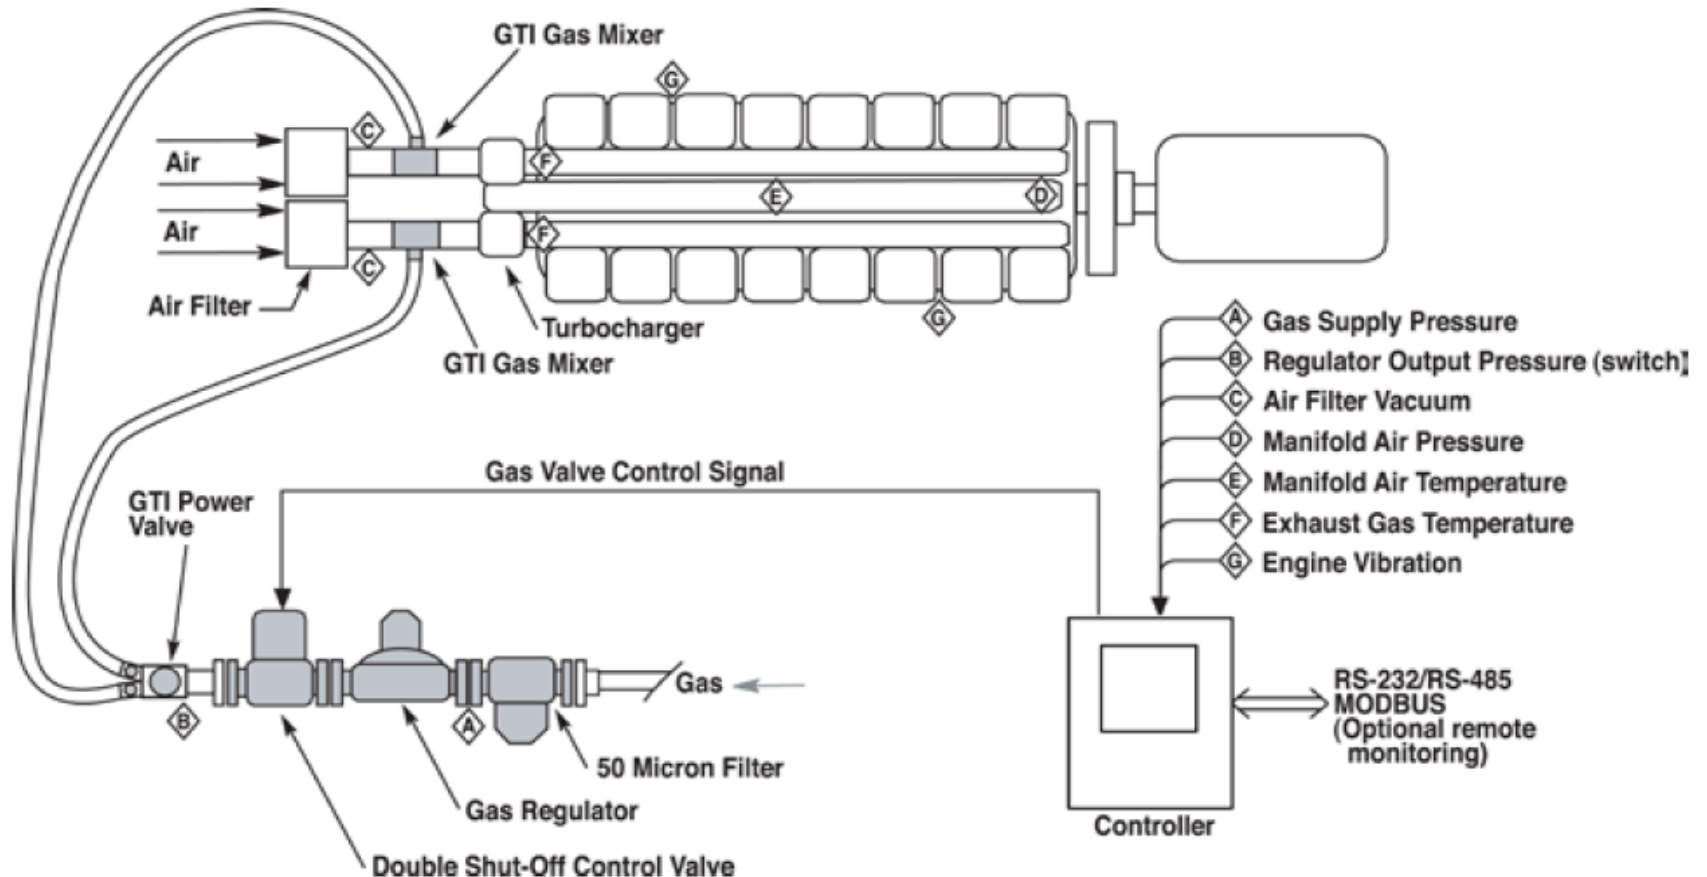 GTI Gas Mixer
G
C
Air
F
E
D
Air
F
C
Air Filter
Turbocharger
G
GTI Gas Mixer
A Gas Supply Pressure
B Regulator Output Pressure (switch)
C Air Filter Vacuum
D Manifold Air Pressure
E Manifold Air Temperature
F Exhaust Gas Temperature
G Engine Vibration
Gas Valve Control Signal
GTI Power
Valve
Gas
B
A
50 Micron Filter
Gas Regulator
Double Shut-Off Control Valve
RS-232/RS-485
MODBUS
(Optional remote
monitoring)
Controller